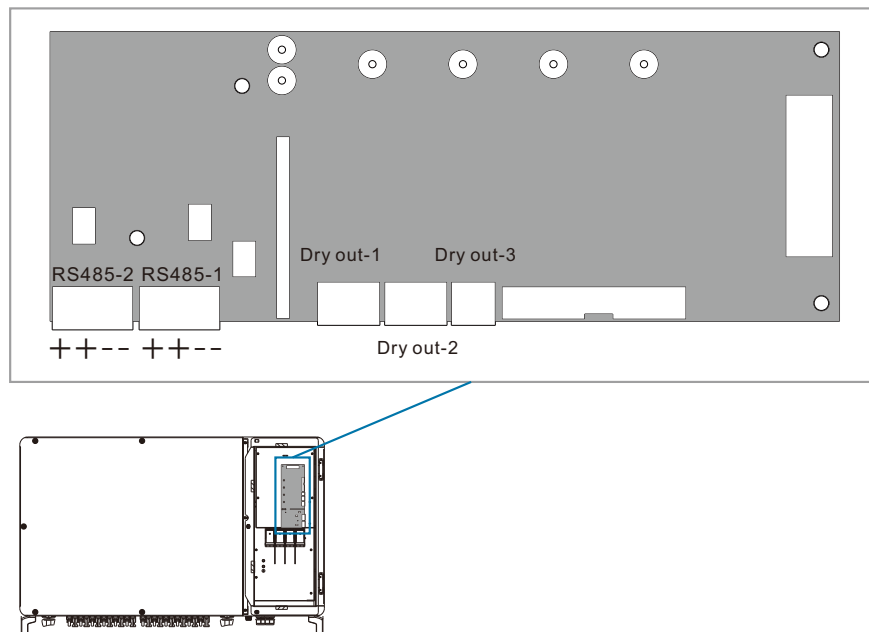 Dry out-1 Dry out-3
RS485-2 RS485-1
Dry out-2
++-- ++--